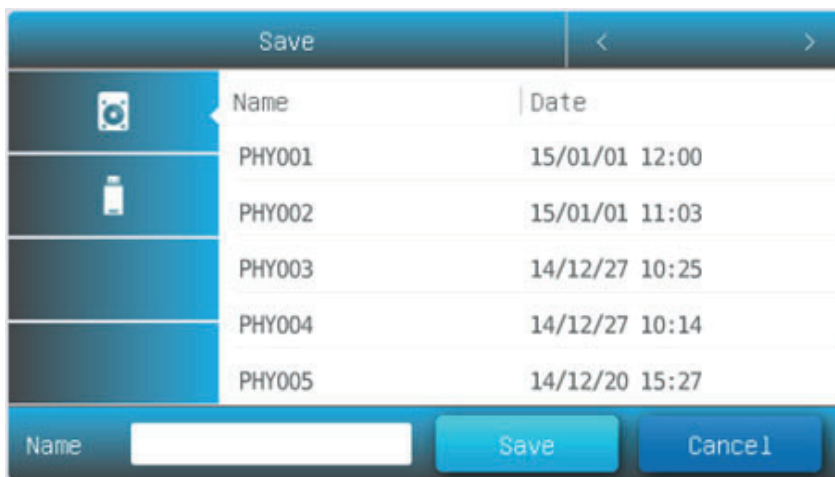 Save < >
Name Date
PHY001 15/01/01 12:00
PHY002 15/01/01 11:03
PHY003 14/12/27 10:25
PHY004 14/12/27 10:14
PHY005 14/12/20 15:27
Name Save Cancel